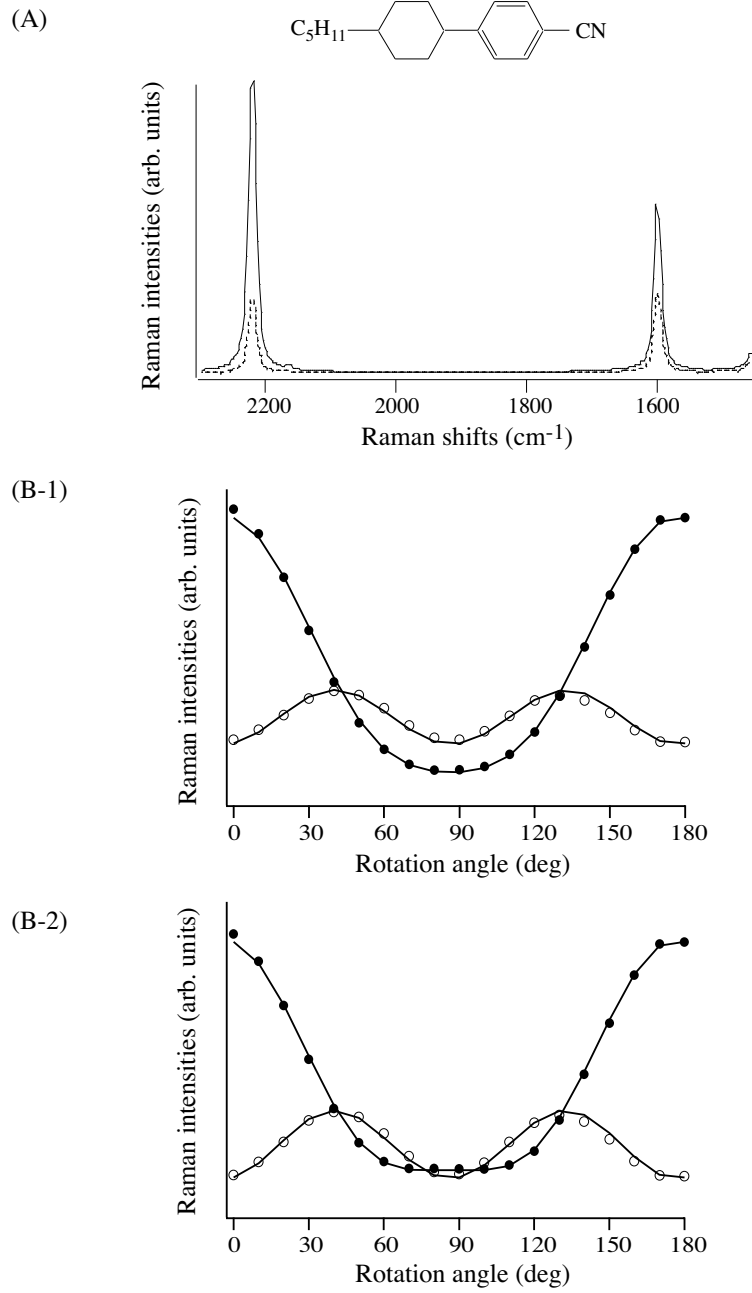 (A)
C5H11 CN
Raman intensities (arb. units)
2200 2000 1800 1600
Raman shifts (cm-1)
(B-1)
Raman intensities (arb. units)
0 30 60 90 120 150 180
Rotation angle (deg)
(B-2)
Raman intensities (arb. units)
0 30 60 90 120 150 180
Rotation angle (deg)